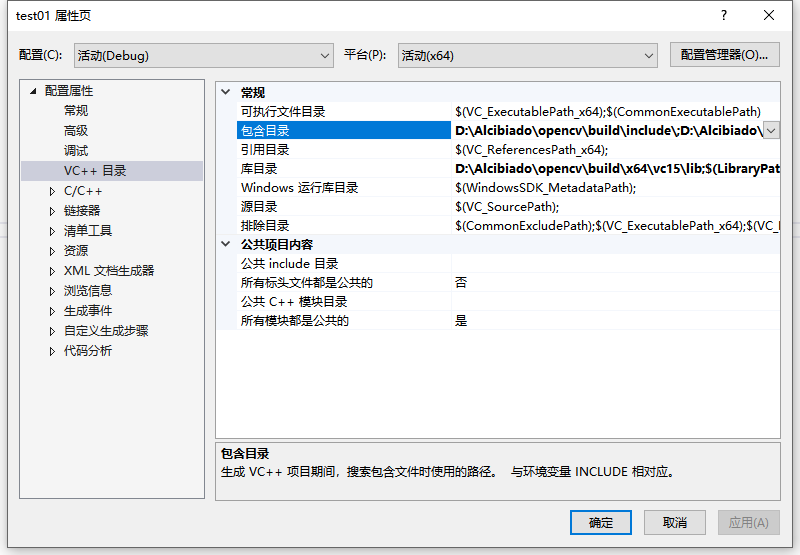 test01 属性页
配置(C): 活动(Debug) 平台(P): 活动(x64) 配置管理器(O)...
配置属性
常规
高级
调试
VC++ 目录
C/C++
链接器
清单工具
资源
XML 文档生成器
浏览信息
生成事件
自定义生成步骤
代码分析
常规
可执行文件目录 $(VC_ExecutablePath_x64);$(CommonExecutablePath)
包含目录 D:\Alcibiado\opencv\build\include\;D:\Alcibiado\
引用目录 $(VC_ReferencesPath_x64);
库目录 D:\Alcibiado\opencv\build\x64\vc15\lib;$(LibraryPat
Windows 运行库目录 $(WindowsSDK_MetadataPath);
源目录 $(VC_SourcePath);
排除目录 $(CommonExcludePath);$(VC_ExecutablePath_x64);$(VC_
公共项目内容
公共 include 目录
所有标头文件都是公共的 否
公共 C++ 模块目录
所有模块都是公共的 是
包含目录
生成 VC++ 项目期间，搜索包含文件时使用的路径。 与环境变量 INCLUDE 相对应。
确定 取消 应用(A)